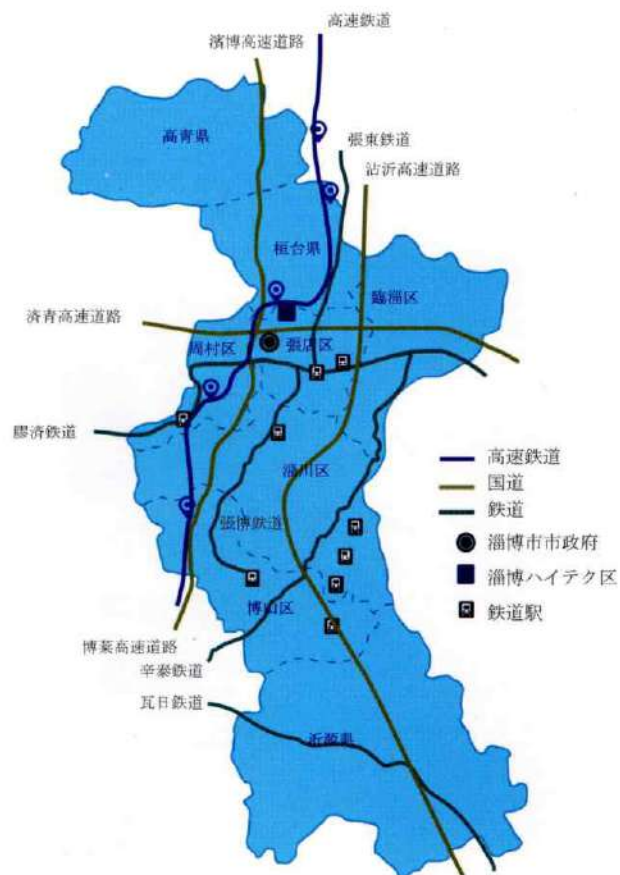 高速鉄道
濱博高速道路
張東鉄道
高青県
沾沂高速道路
桓台県
臨淄区
済青高速道路
周村区
張店区
膠済鉄道
淄川区
高速鉄道
国道
鉄道
張博鉄道
淄博市市政府
淄博ハイテク区
博山区
鉄道駅
博莱高速道路
辛泰鉄道
瓦日鉄道
沂源県